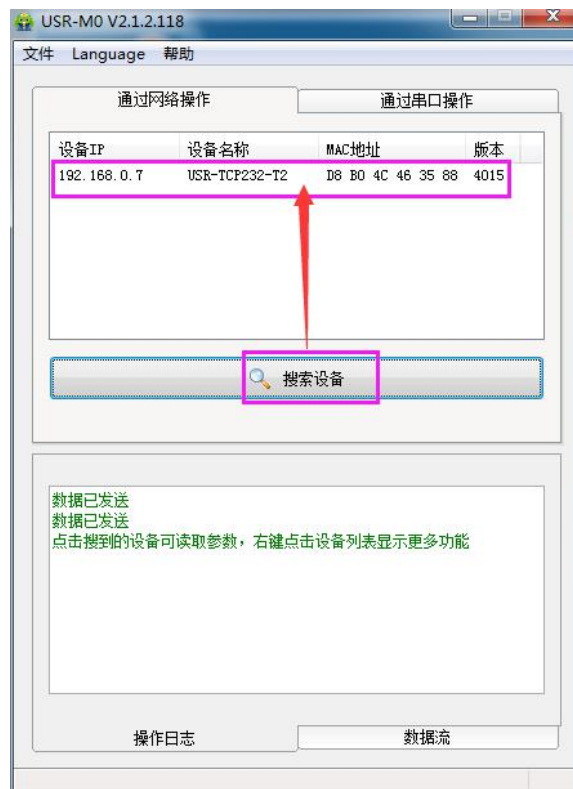 USR-M0 V2.1.2.118
文件 Language 帮助
通过网络操作 通过串口操作
设备IP 设备名称 MAC地址 版本
192.168.0.7 USR-TCP232-T2 D8 B0 4C 46 35 88 4015
搜索设备
数据已发送
数据已发送
点击搜到的设备可读取参数，右键点击设备列表显示更多功能
操作日志 数据流